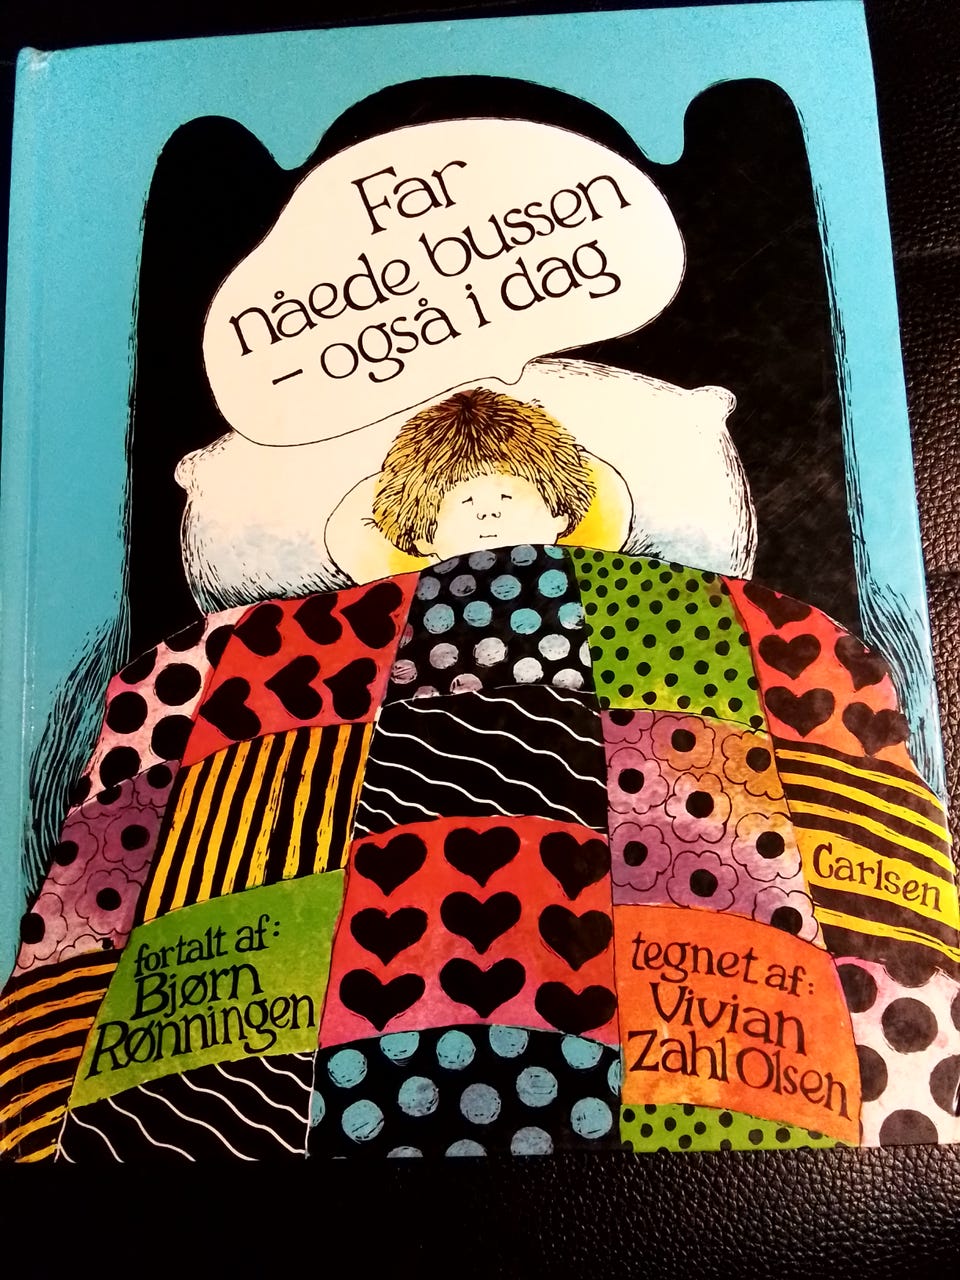 Far
nåede bussen
– også i dag
Carlsen
fortalt af:
Bjørn
Rønningen
tegnet af:
Vivian
Zahl Olsen